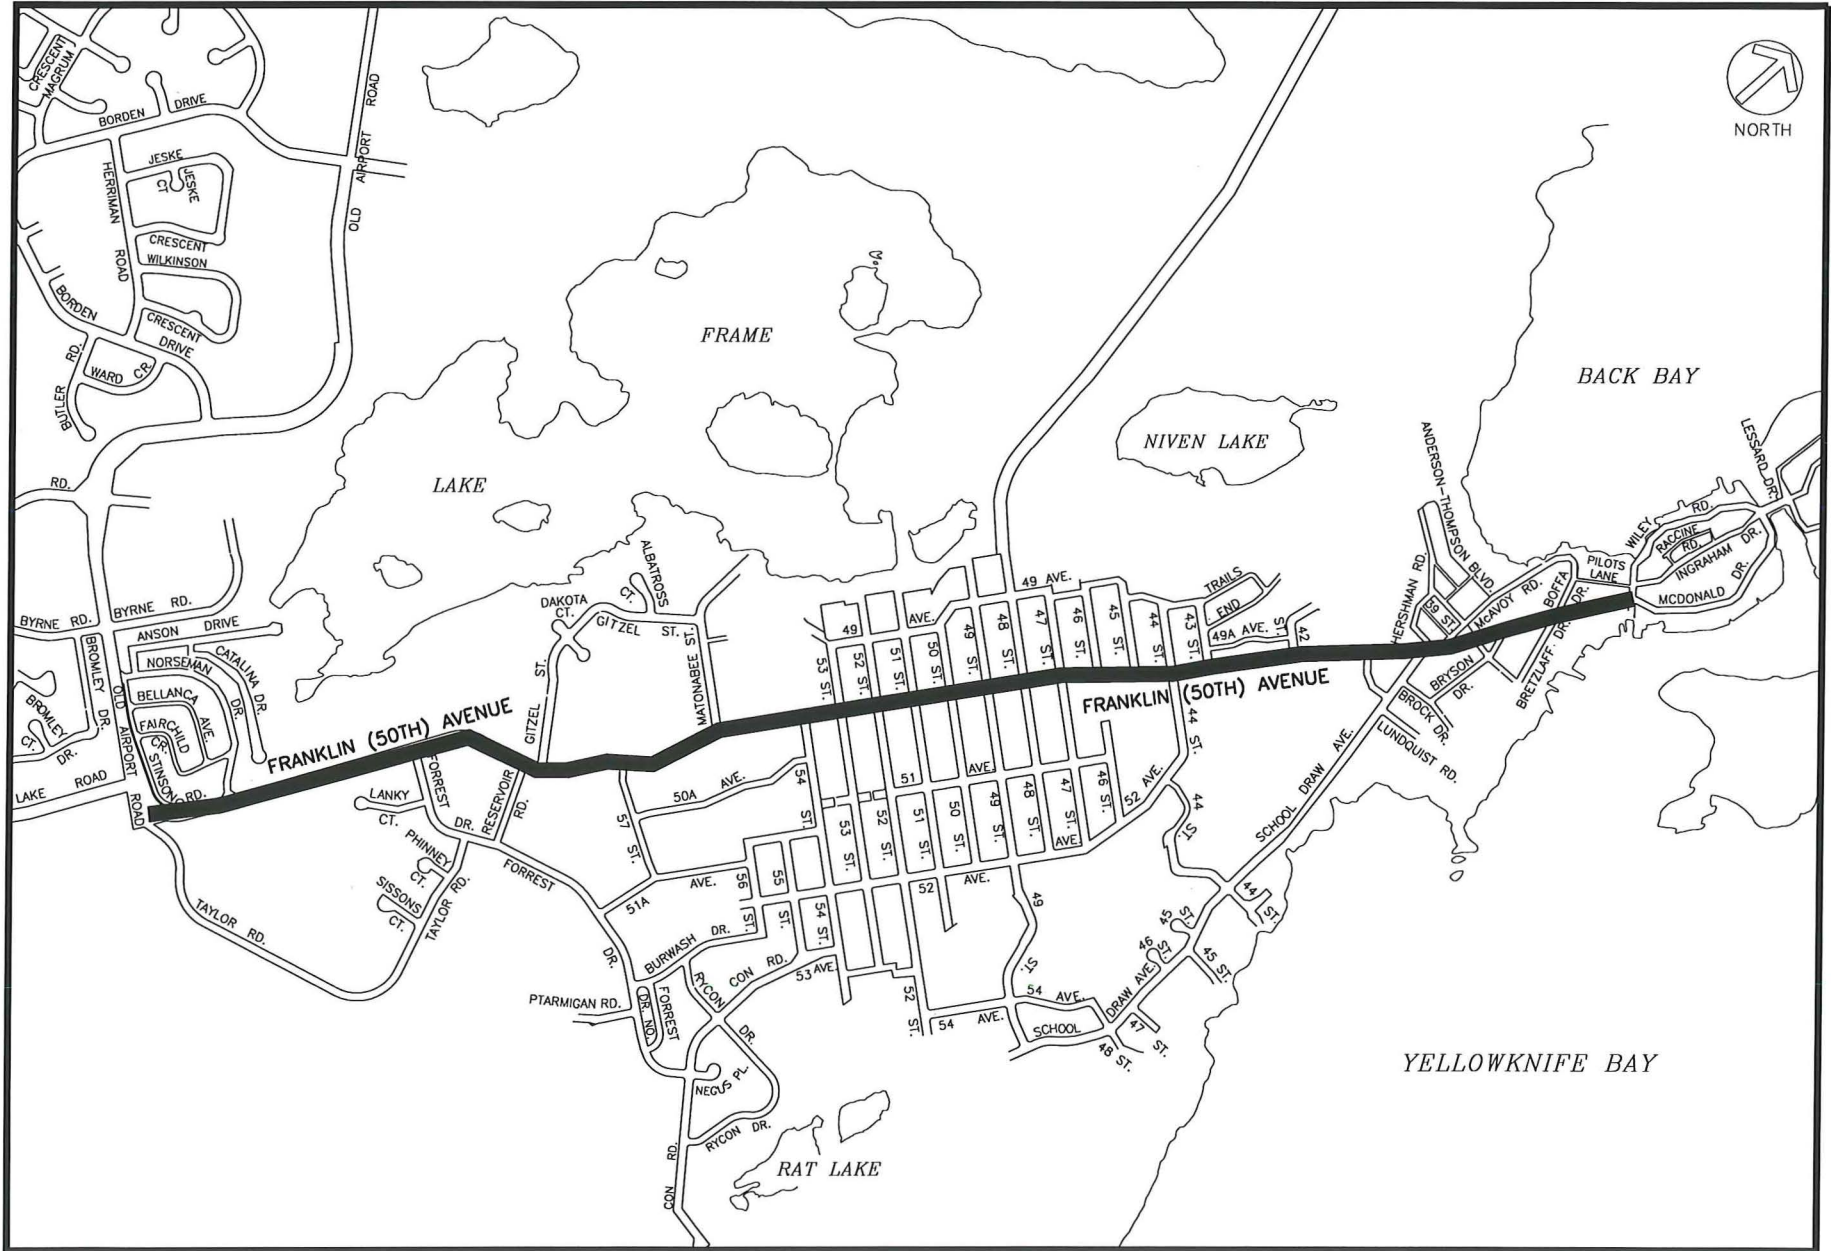 CRESCENT
MAGRUM
BORDEN DRIVE
OLD AIRPORT ROAD
NORTH
JESKE
JESKE
CT
HERRIMAN ROAD
CRESCENT
WILKINSON
BORDEN
CRESCENT
DRIVE
BUTLER RD.
WARD CR.
FRAME
LAKE
NIVEN LAKE
BACK BAY
RD.
LESSARD DR.
ANDERSON-THOMPSON BLVD.
WILEY RD.
RACCINE
RD.
INGRAHAM DR.
PILOTS
LANE
MCDONALD DR.
HERSHMAN RD.
McAVOY RD.
BOFFA DR.
59 ST.
BRETZLAFF DR.
BRYSON
DR.
BROCK DR.
LUNDQUIST RD.
ALBATROSS
CT.
DAKOTA
CT.
GITZEL ST.
MATONABEE ST.
GITZEL ST.
49 AVE.
49 AVE.
TRAILS
END
49A AVE.
42 ST.
53 ST.
52 ST.
51 ST.
50 ST.
49 ST.
48 ST.
47 ST.
46 ST.
45 ST.
44 ST.
43 ST.
BYRNE RD.
BYRNE RD.
ANSON DRIVE
BROMLEY DR.
NORSEMAN DR.
CATALINA DR.
BELLANCA AVE.
FAIRCHILD
CR.
STINSON RD.
OLD AIRPORT ROAD
BROMLEY
CT.
DR.
LAKE ROAD
FRANKLIN (50TH) AVENUE
FRANKLIN (50TH) AVENUE
FORREST DR.
LANKY
CT.
RESERVOIR RD.
PHINNEY
CT.
SISSONS
CT.
TAYLOR RD.
TAYLOR RD.
FORREST DR.
57 ST.
50A AVE.
54 ST.
51 AVE.
53 ST.
52 ST.
51 ST.
50 ST.
49 ST.
48 ST.
47 ST.
46 ST.
AVE.
52 AVE.
44 ST.
44 ST.
SCHOOL DRAW AVE.
51A AVE.
56 ST.
55 ST.
54 ST.
52 AVE.
49 ST.
BURWASH DR.
RYCON DR.
CON RD.
53 AVE.
52 ST.
54 AVE.
54 AVE.
SCHOOL DRAW AVE.
44 ST.
45 ST.
45 ST.
46 ST.
47 ST.
48 ST.
PTARMIGAN RD.
FORREST
DR. NO.
NEGUS PL.
RYCON DR.
CON RD.
RAT LAKE
YELLOWKNIFE BAY